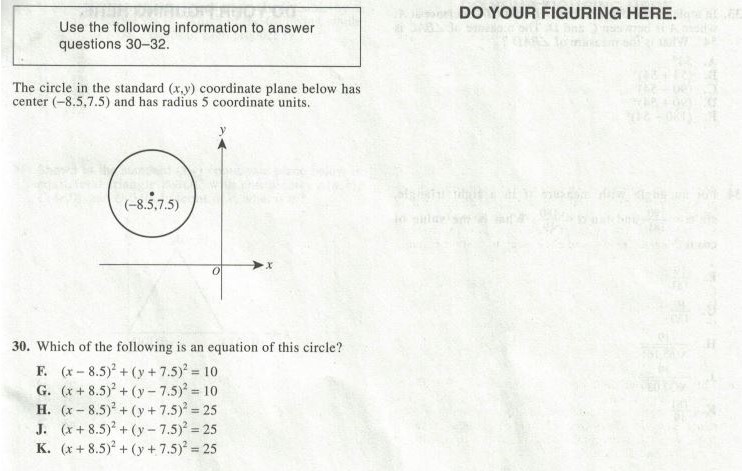 DO YOUR FIGURING HERE.
Use the following information to answer
questions 30–32.
The circle in the standard (x,y) coordinate plane below has
center (−8.5,7.5) and has radius 5 coordinate units.
y
(−8.5,7.5)
O
x
30. Which of the following is an equation of this circle?
F. (x − 8.5)² + (y + 7.5)² = 10
G. (x + 8.5)² + (y − 7.5)² = 10
H. (x − 8.5)² + (y + 7.5)² = 25
J. (x + 8.5)² + (y − 7.5)² = 25
K. (x + 8.5)² + (y + 7.5)² = 25